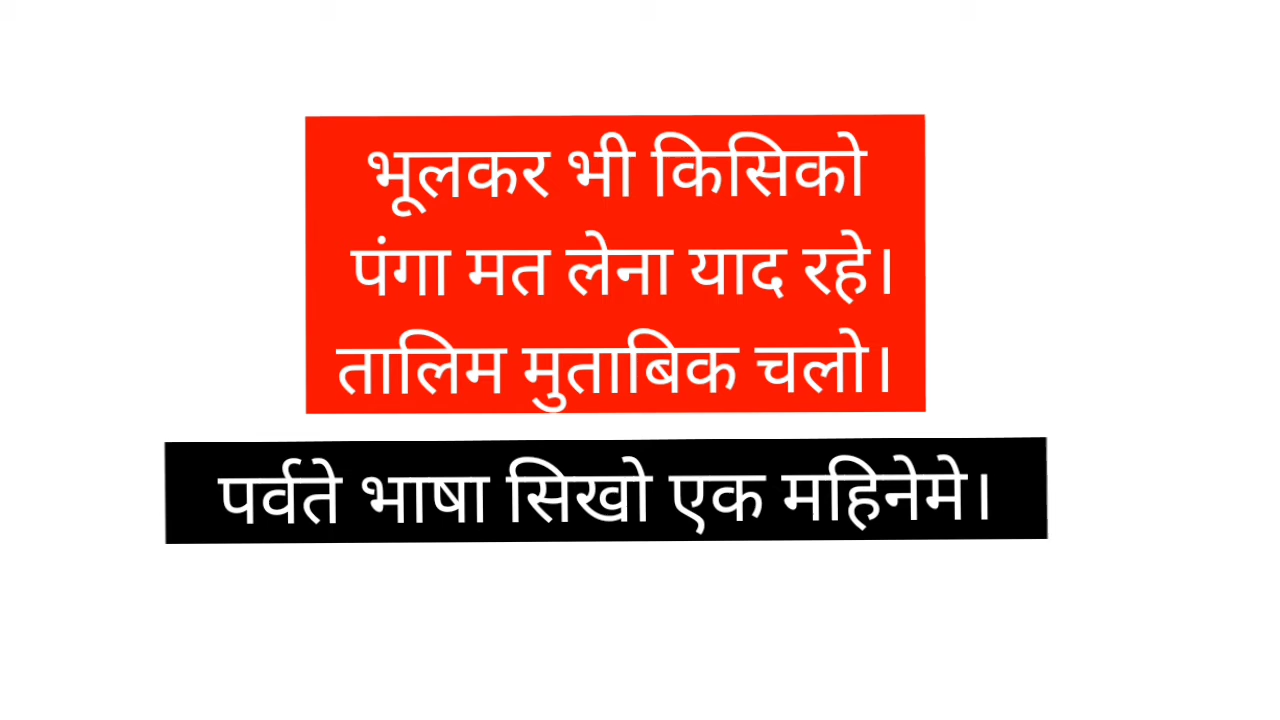 भूलकर भी किसिको
पंगा मत लेना याद रहे।
तालिम मुताबिक चलो।
पर्वते भाषा सिखो एक महिनेमे।